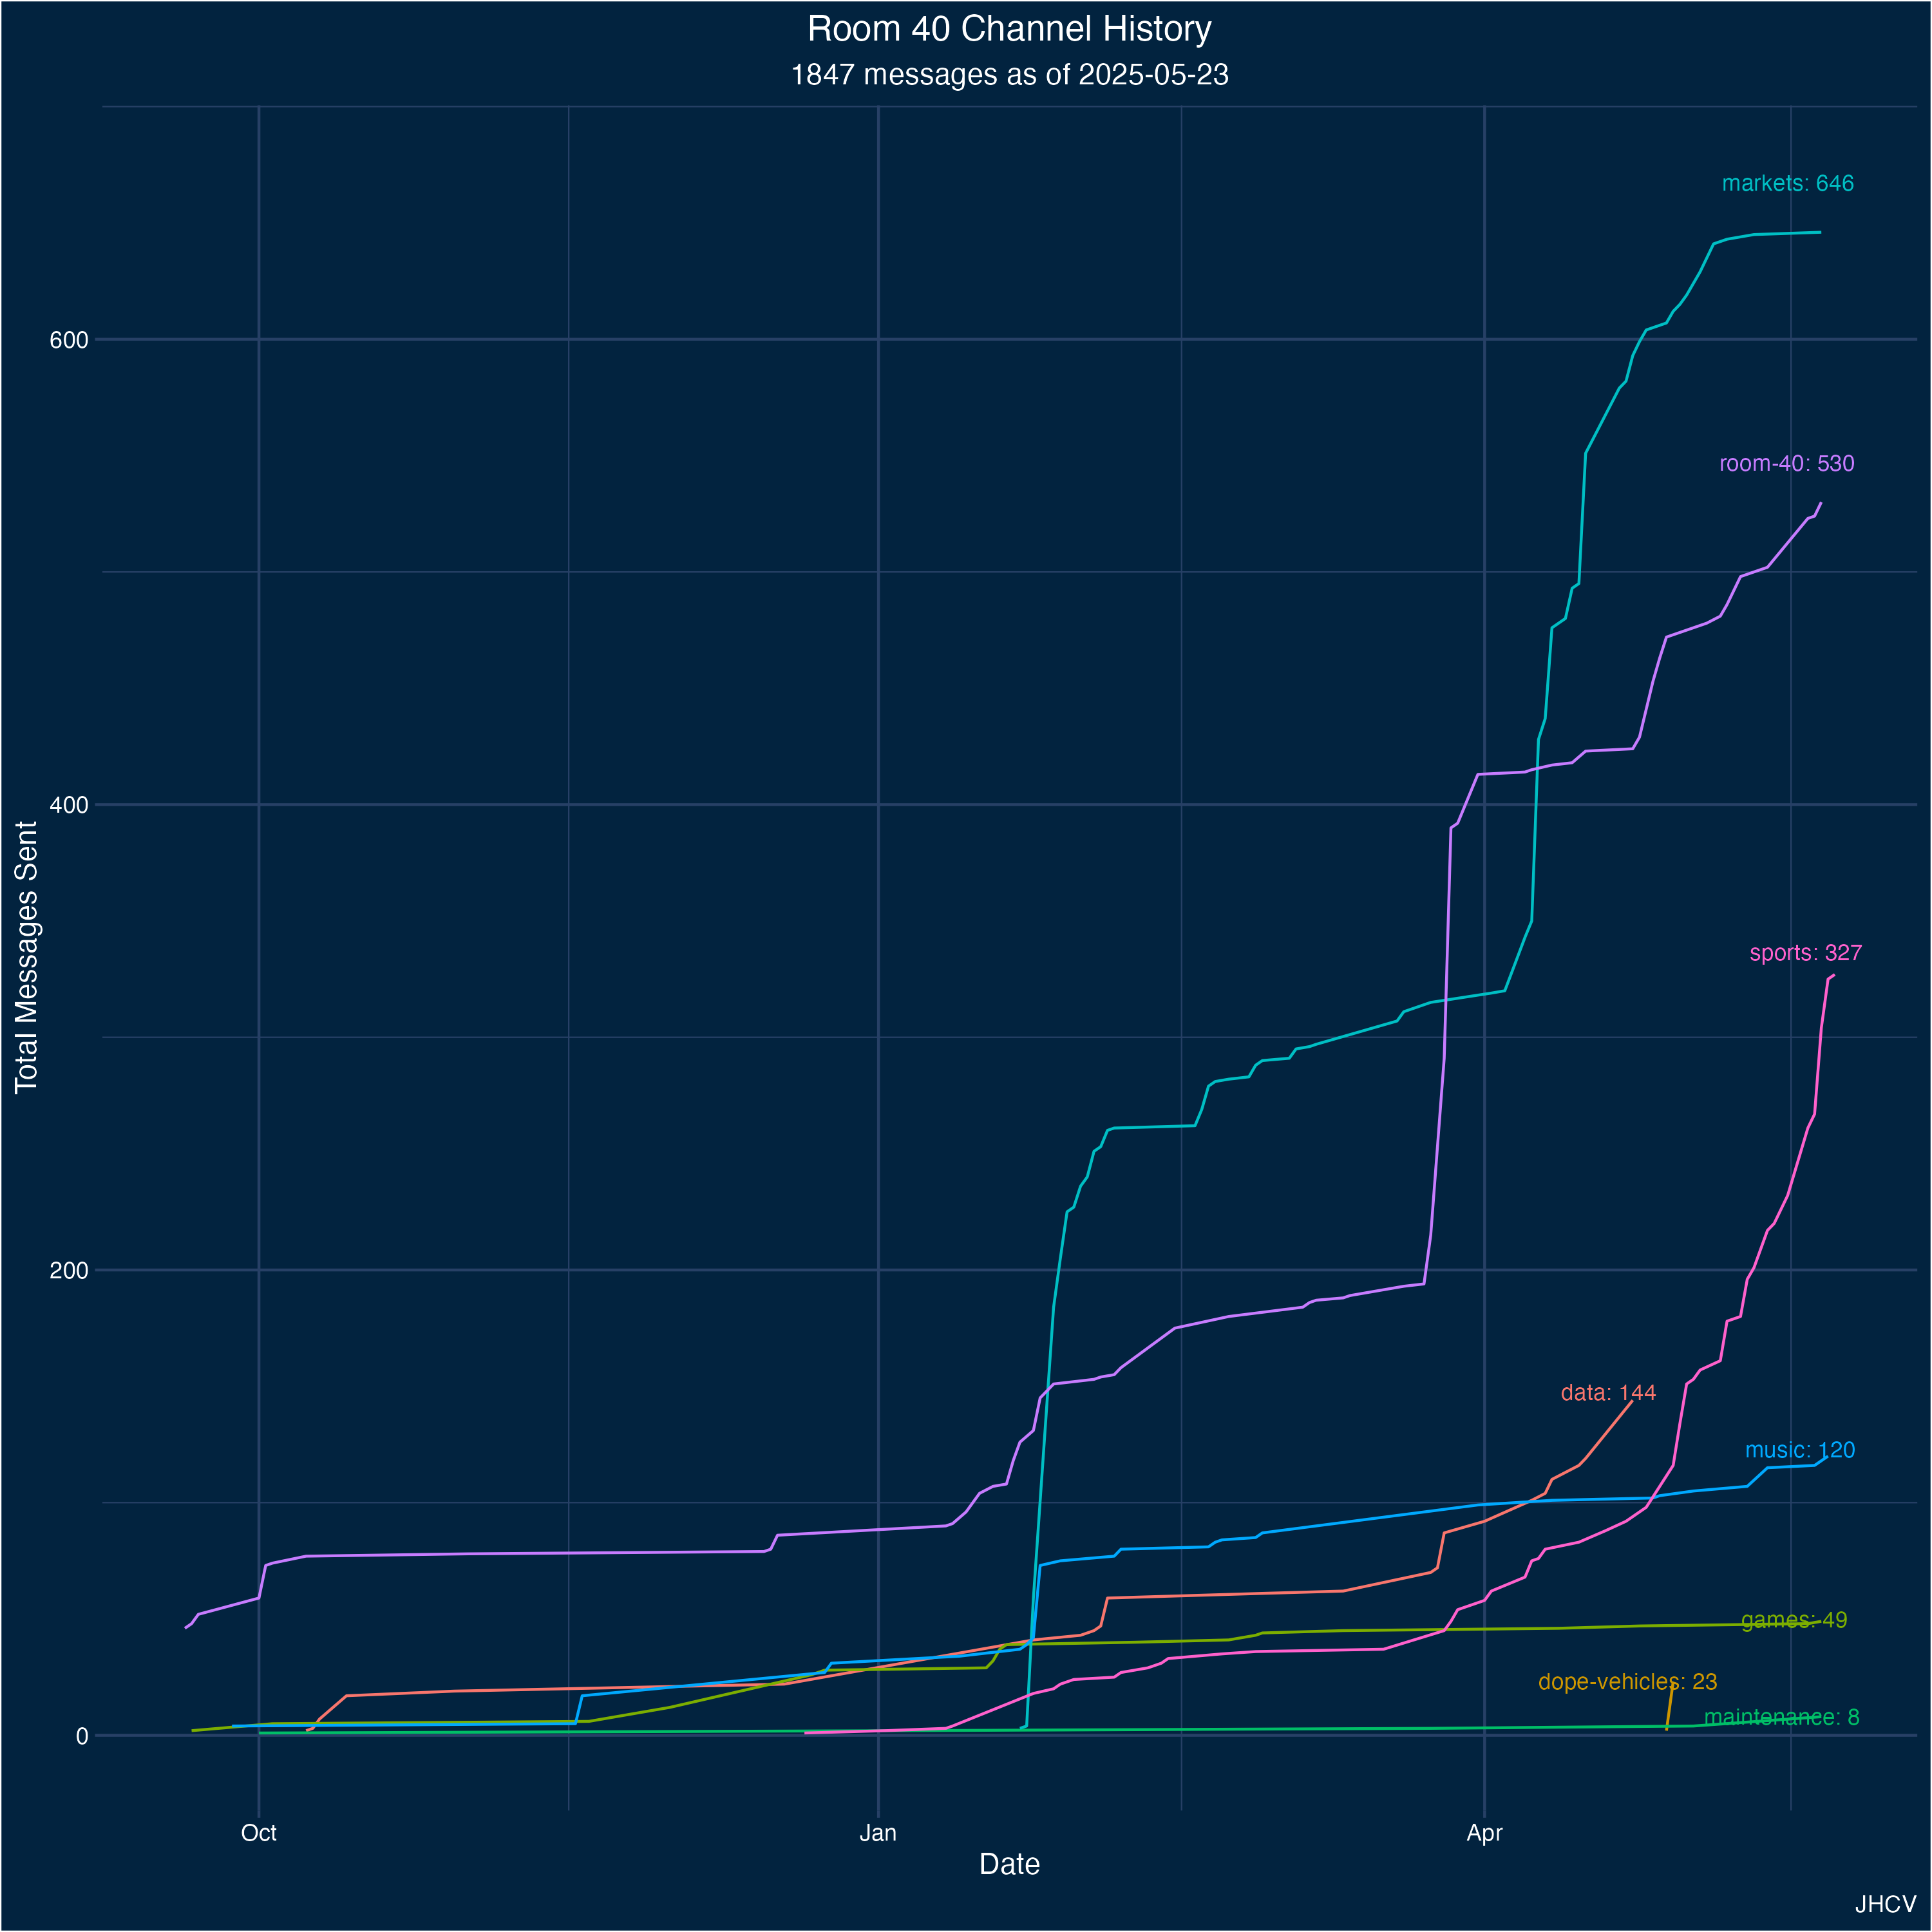 Room 40 Channel History
1847 messages as of 2025-05-23
markets: 646
600
room-40: 530
400
Total Messages Sent
sports: 327
200
data: 144
music: 120
games: 49
dope-vehicles: 23
maintenance: 8
0
Oct
Jan
Apr
Date
JHCV